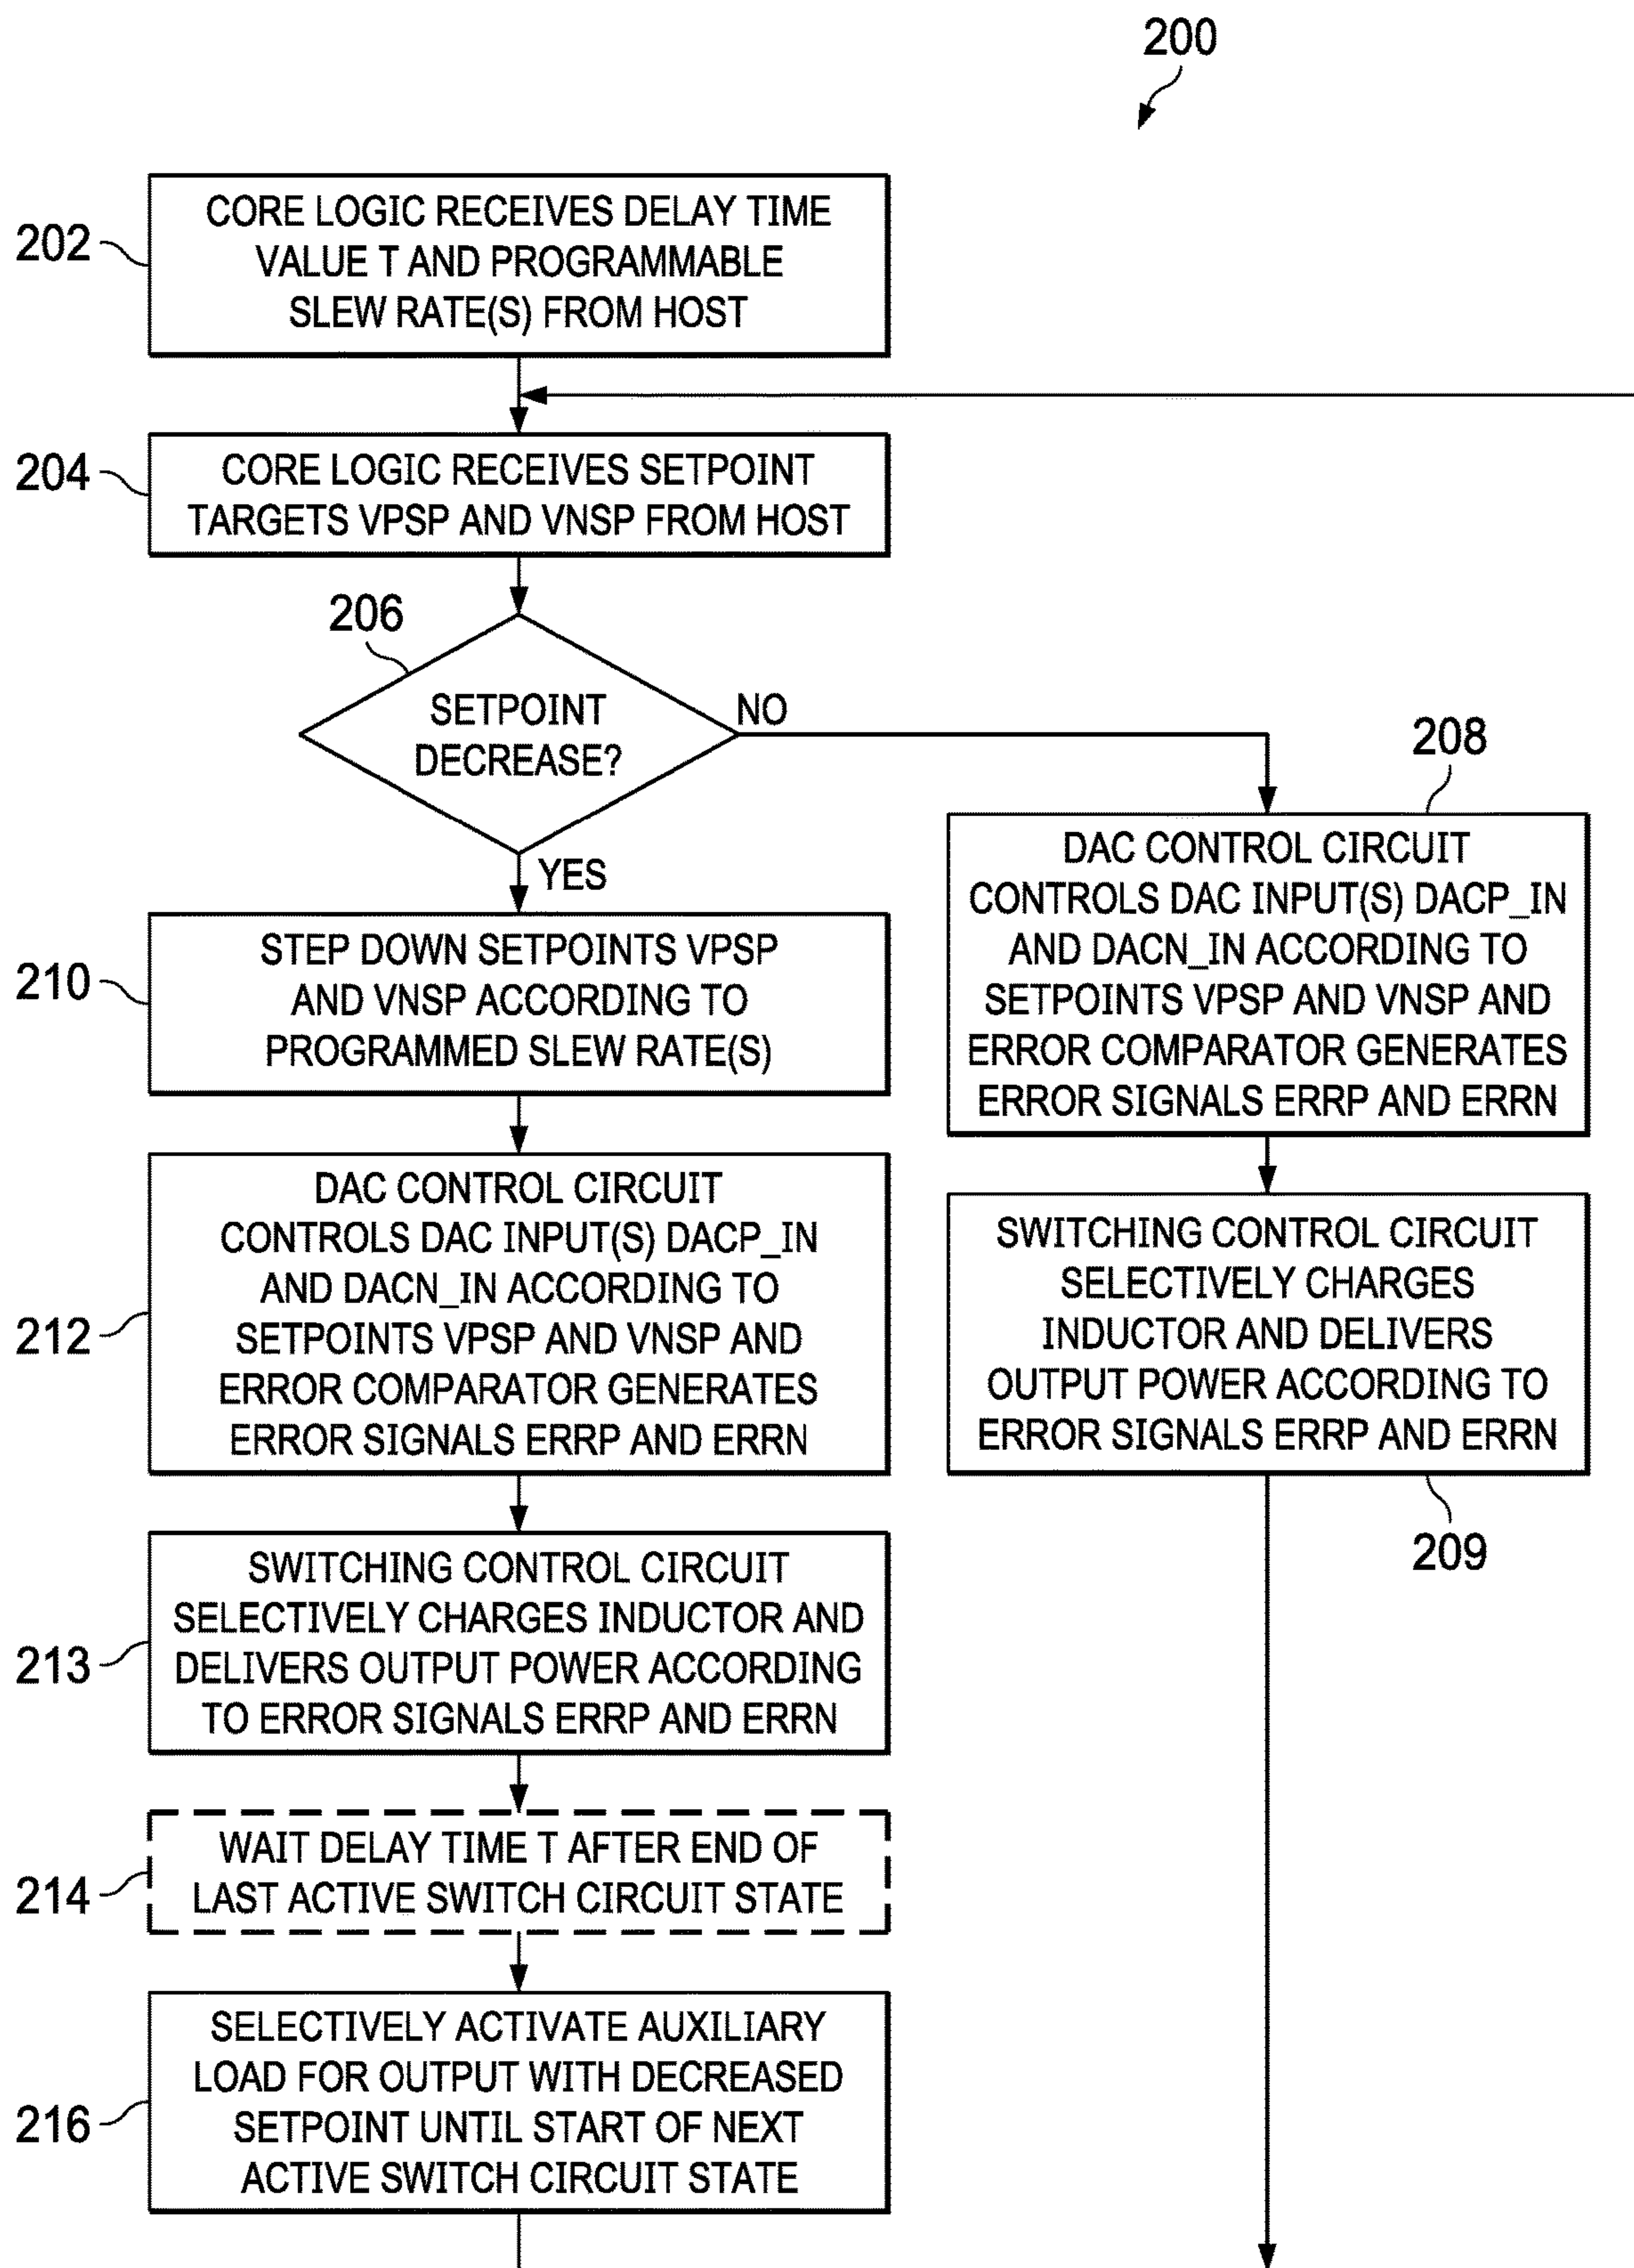 200
202
CORE LOGIC RECEIVES DELAY TIME
VALUE T AND PROGRAMMABLE
SLEW RATE(S) FROM HOST
204
CORE LOGIC RECEIVES SETPOINT
TARGETS VPSP AND VNSP FROM HOST
206
SETPOINT
DECREASE?
NO
YES
208
DAC CONTROL CIRCUIT
CONTROLS DAC INPUT(S) DACP_IN
AND DACN_IN ACCORDING TO
SETPOINTS VPSP AND VNSP AND
ERROR COMPARATOR GENERATES
ERROR SIGNALS ERRP AND ERRN
SWITCHING CONTROL CIRCUIT
SELECTIVELY CHARGES
INDUCTOR AND DELIVERS
OUTPUT POWER ACCORDING TO
ERROR SIGNALS ERRP AND ERRN
209
210
STEP DOWN SETPOINTS VPSP
AND VNSP ACCORDING TO
PROGRAMMED SLEW RATE(S)
212
DAC CONTROL CIRCUIT
CONTROLS DAC INPUT(S) DACP_IN
AND DACN_IN ACCORDING TO
SETPOINTS VPSP AND VNSP AND
ERROR COMPARATOR GENERATES
ERROR SIGNALS ERRP AND ERRN
213
SWITCHING CONTROL CIRCUIT
SELECTIVELY CHARGES INDUCTOR AND
DELIVERS OUTPUT POWER ACCORDING
TO ERROR SIGNALS ERRP AND ERRN
214
WAIT DELAY TIME T AFTER END OF
LAST ACTIVE SWITCH CIRCUIT STATE
216
SELECTIVELY ACTIVATE AUXILIARY
LOAD FOR OUTPUT WITH DECREASED
SETPOINT UNTIL START OF NEXT
ACTIVE SWITCH CIRCUIT STATE